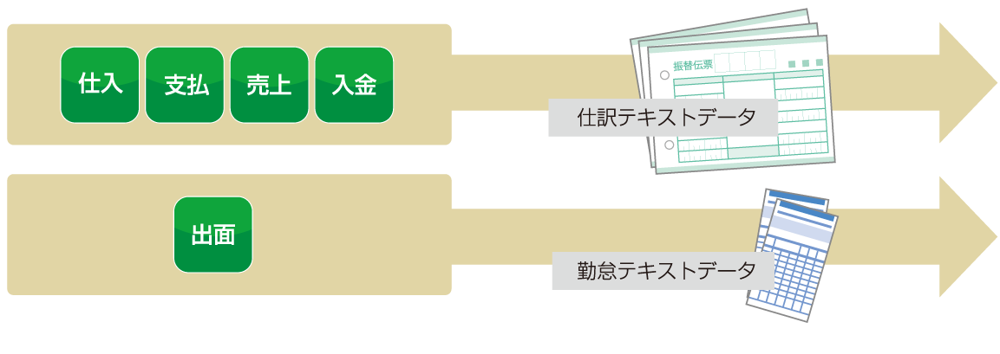 仕入
支払
売上
入金
振替伝票
仕訳テキストデータ
出面
勤怠テキストデータ